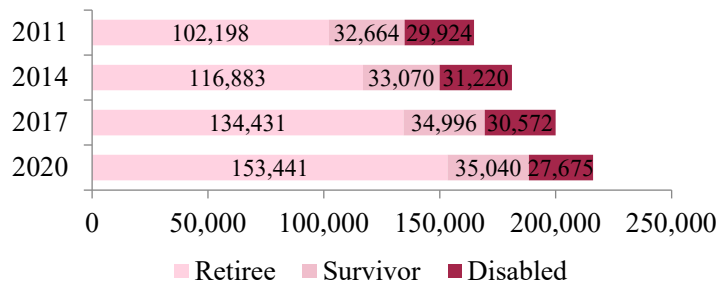 2011 102,198 32,664 29,924
2014 116,883 33,070 31,220
2017 134,431 34,996 30,572
2020 153,441 35,040 27,675
0 50,000 100,000 150,000 200,000 250,000
Retiree Survivor Disabled